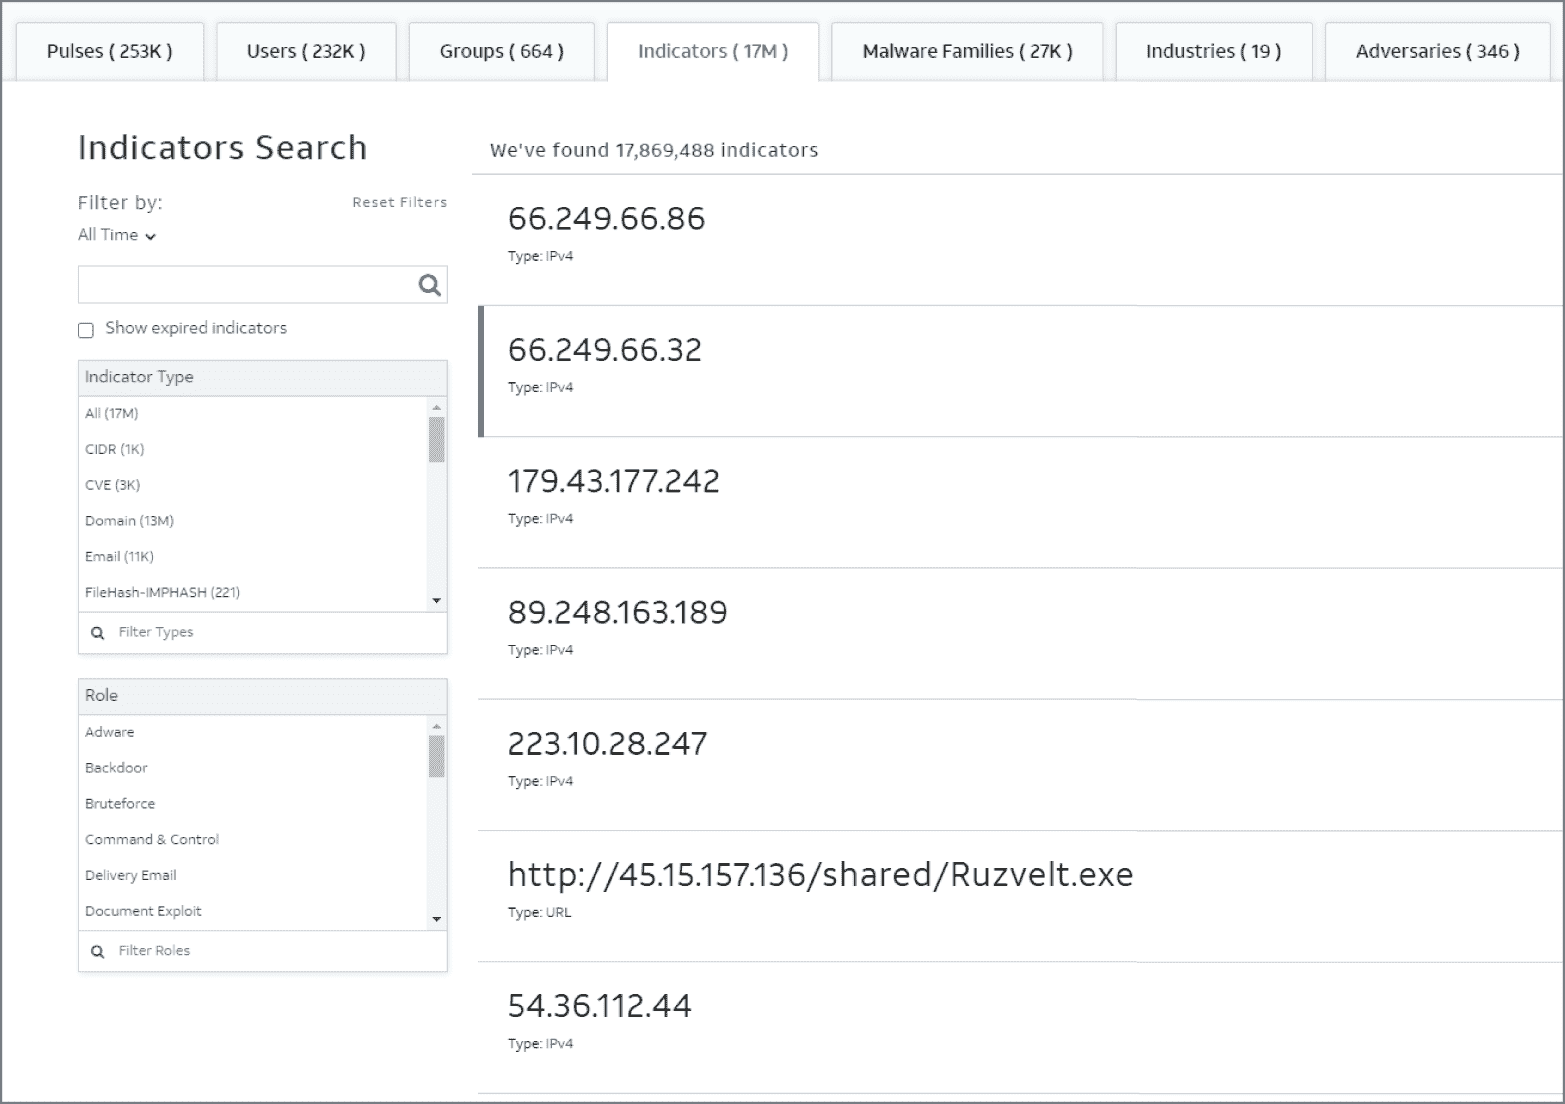 Pulses ( 253K )
Users ( 232K )
Groups ( 664 )
Indicators ( 17M )
Malware Families ( 27K )
Industries ( 19 )
Adversaries ( 346 )
Indicators Search
Filter by:
Reset Filters
All Time
Show expired indicators
Indicator Type
All (17M)
CIDR (1K)
CVE (3K)
Domain (13M)
Email (11K)
FileHash-IMPHASH (221)
Filter Types
Role
Adware
Backdoor
Bruteforce
Command & Control
Delivery Email
Document Exploit
Filter Roles
We've found 17,869,488 indicators
66.249.66.86
Type: IPv4
66.249.66.32
Type: IPv4
179.43.177.242
Type: IPv4
89.248.163.189
Type: IPv4
223.10.28.247
Type: IPv4
http://45.15.157.136/shared/Ruzvelt.exe
Type: URL
54.36.112.44
Type: IPv4